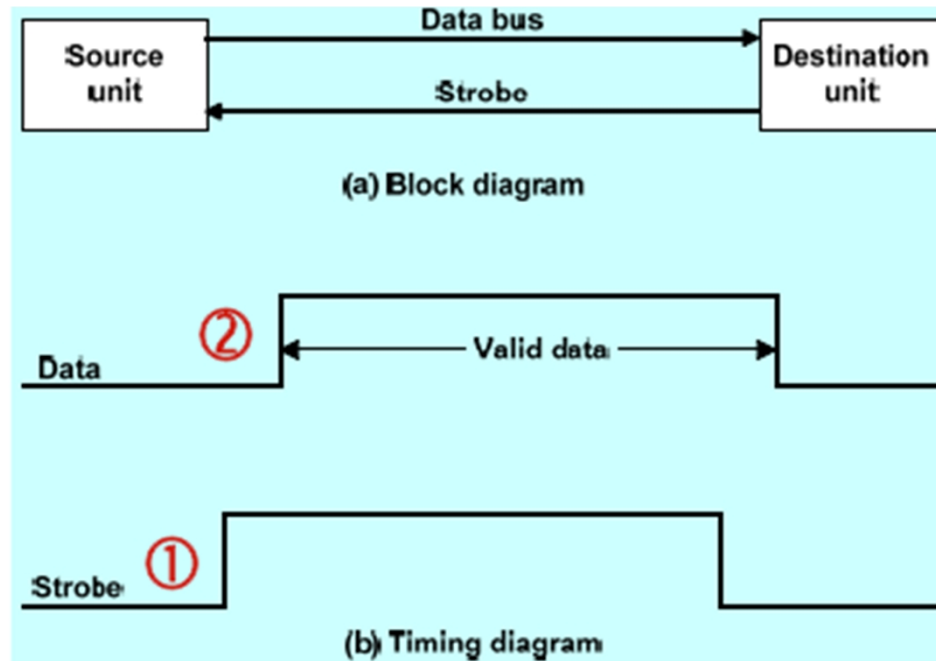 Data bus
Source
unit
Destination
unit
Strobe
(a) Block diagram
②
Valid data
Data
①
Strobe
(b) Timing diagram